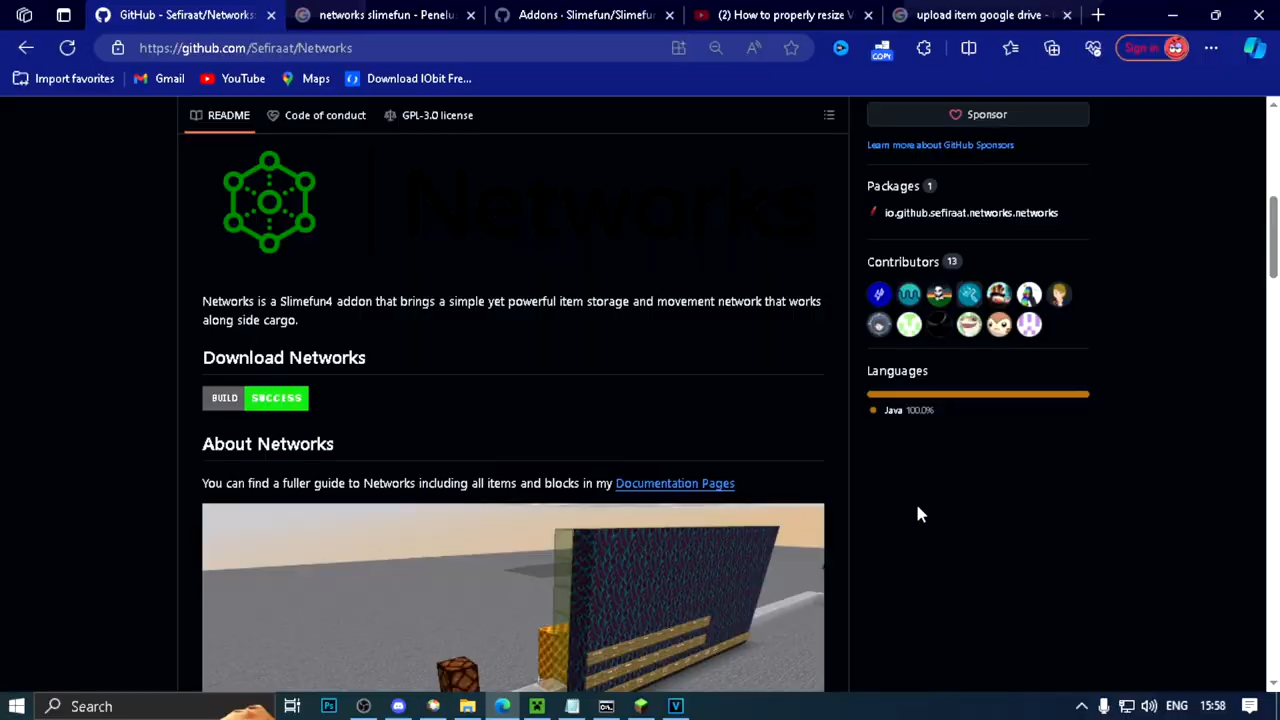 GitHub - Sefiraat/Networks:
networks slimefun - Penelu
Addons · Slimefun/Slimefu
(2) How to properly resize V
upload item google drive -
https://github.com/Sefiraat/Networks
COPY
Sign in
Import favorites
Gmail
YouTube
Maps
Download IObit Fre...
README
Code of conduct
GPL-3.0 license
Networks
Networks is a Slimefun4 addon that brings a simple yet powerful item storage and movement network that works
along side cargo.
Download Networks
BUILD SUCCESS
About Networks
You can find a fuller guide to Networks including all items and blocks in my Documentation Pages
Sponsor
Learn more about GitHub Sponsors
Packages 1
io.github.sefiraat.networks.networks
Contributors 13
Languages
Java 100.0%
Search
Ps
V
ENG
15:58